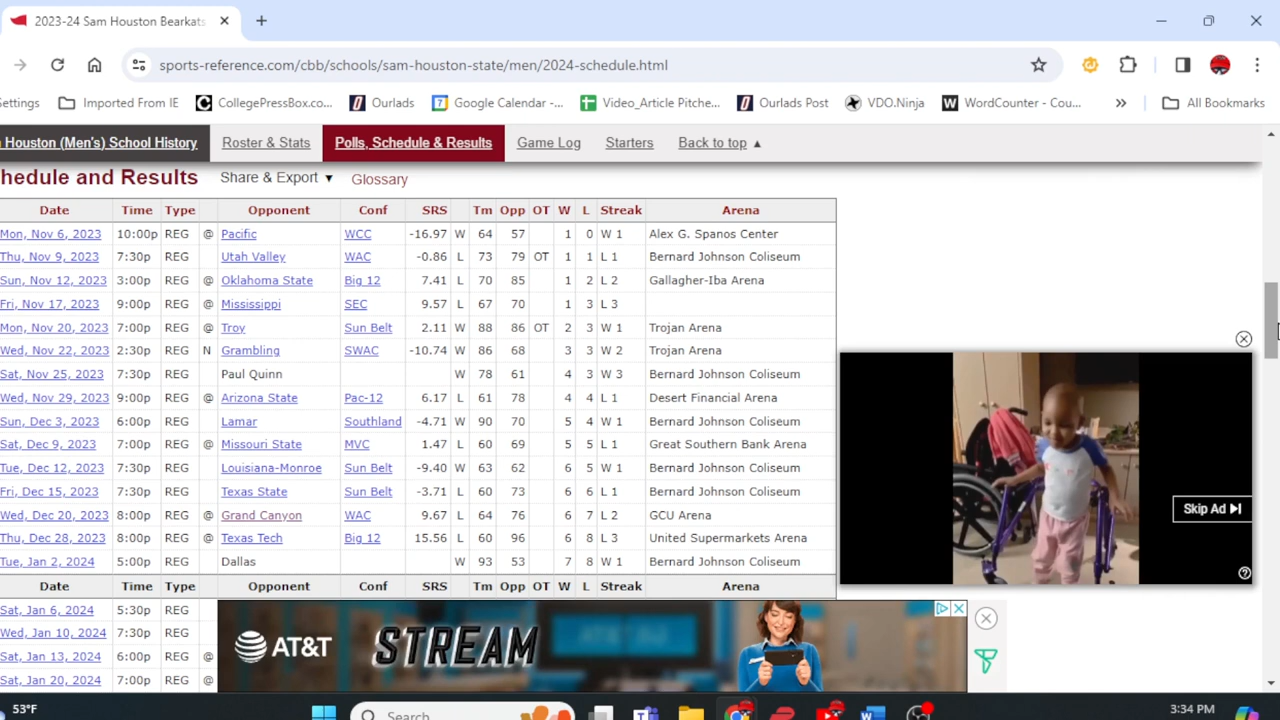 2023-24 Sam Houston Bearkats
sports-reference.com/cbb/schools/sam-houston-state/men/2024-schedule.html
Settings Imported From IE CollegePressBox.co... Ourlads Google Calendar -... Video_Article Pitche... Ourlads Post VDO.Ninja WordCounter - Cou... » All Bookmarks
Houston (Men's) School History Roster & Stats Polls, Schedule & Results Game Log Starters Back to top ▲
hedule and Results Share & Export ▼ Glossary
Date Time Type Opponent Conf SRS Tm Opp OT W L Streak Arena
Mon, Nov 6, 2023 10:00p REG @ Pacific WCC -16.97 W 64 57 1 0 W 1 Alex G. Spanos Center
Thu, Nov 9, 2023 7:30p REG Utah Valley WAC -0.86 L 73 79 OT 1 1 L 1 Bernard Johnson Coliseum
Sun, Nov 12, 2023 3:00p REG @ Oklahoma State Big 12 7.41 L 70 85 1 2 L 2 Gallagher-Iba Arena
Fri, Nov 17, 2023 9:00p REG @ Mississippi SEC 9.57 L 67 70 1 3 L 3
Mon, Nov 20, 2023 7:00p REG @ Troy Sun Belt 2.11 W 88 86 OT 2 3 W 1 Trojan Arena
Wed, Nov 22, 2023 2:30p REG N Grambling SWAC -10.74 W 86 68 3 3 W 2 Trojan Arena
Sat, Nov 25, 2023 7:30p REG Paul Quinn W 78 61 4 3 W 3 Bernard Johnson Coliseum
Wed, Nov 29, 2023 9:00p REG @ Arizona State Pac-12 6.17 L 61 78 4 4 L 1 Desert Financial Arena
Sun, Dec 3, 2023 6:00p REG Lamar Southland -4.71 W 90 70 5 4 W 1 Bernard Johnson Coliseum
Sat, Dec 9, 2023 7:00p REG @ Missouri State MVC 1.47 L 60 69 5 5 L 1 Great Southern Bank Arena
Tue, Dec 12, 2023 7:30p REG Louisiana-Monroe Sun Belt -9.40 W 63 62 6 5 W 1 Bernard Johnson Coliseum
Fri, Dec 15, 2023 7:30p REG Texas State Sun Belt -3.71 L 60 73 6 6 L 1 Bernard Johnson Coliseum
Wed, Dec 20, 2023 8:00p REG @ Grand Canyon WAC 9.67 L 64 76 6 7 L 2 GCU Arena
Thu, Dec 28, 2023 8:00p REG @ Texas Tech Big 12 15.56 L 60 96 6 8 L 3 United Supermarkets Arena
Tue, Jan 2, 2024 5:00p REG Dallas W 93 53 7 8 W 1 Bernard Johnson Coliseum
Date Time Type Opponent Conf SRS Tm Opp OT W L Streak Arena
Sat, Jan 6, 2024 5:30p REG
Wed, Jan 10, 2024 7:30p REG
Sat, Jan 13, 2024 6:00p REG @
Sat, Jan 20, 2024 7:00p REG @
Skip Ad
AT&T STREAM
53°F Search 3:34 PM